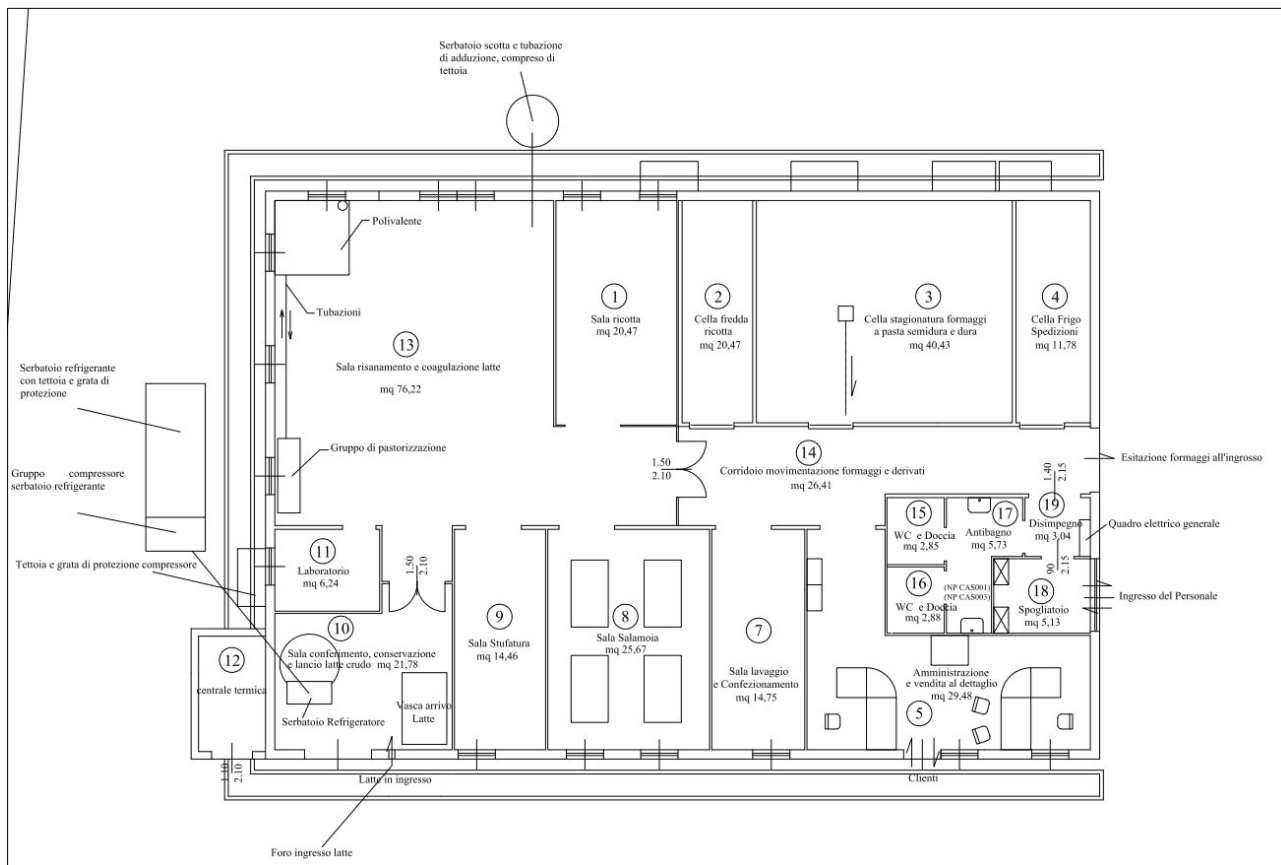 Serbatoio scotta e tubazione
di adduzione, compreso di
tettoia
Polivalente
Tubazioni
13
Sala risanamento e coagulazione latte
mq 76,22
1
Sala ricotta
mq 20,47
2
Cella fredda
ricotta
mq 20,47
3
Cella stagionatura formaggi
a pasta semidura e dura
mq 40,43
4
Cella Frigo
Spedizioni
mq 11,78
Serbatoio refrigerante
con tettoia e grata di
protezione
Gruppo compressore
serbatoio refrigerante
Gruppo di pastorizzazione
1.50
2.10
14
Corridoio movimentazione formaggi e derivati
mq 26,41
Esitazione formaggi all'ingrosso
1.40
2.15
15
WC e Doccia
mq 2,85
17
Antibagno
mq 5,73
19
Disimpegno
mq 3,04
Quadro elettrico generale
90
2.15
Tettoia e grata di protezione compressore
11
Laboratorio
mq 6,24
1.50
2.10
16
WC e Doccia
mq 2,88
(NP CAS001)
(NP CAS003)
18
Spogliatoio
mq 5,13
Ingresso del Personale
10
Sala conferimento, conservazione
e lancio latte crudo mq 21,78
9
Sala Stufatura
mq 14,46
8
Sala Salamoia
mq 25,67
7
Sala lavaggio
e Confezionamento
mq 14,75
Amministrazione
e vendita al dettaglio
mq 29,48
5
12
centrale termica
Vasca arrivo
Latte
Serbatoio Refrigeratore
1.10
2.10
Latte in ingresso
Clienti
Foro ingresso latte